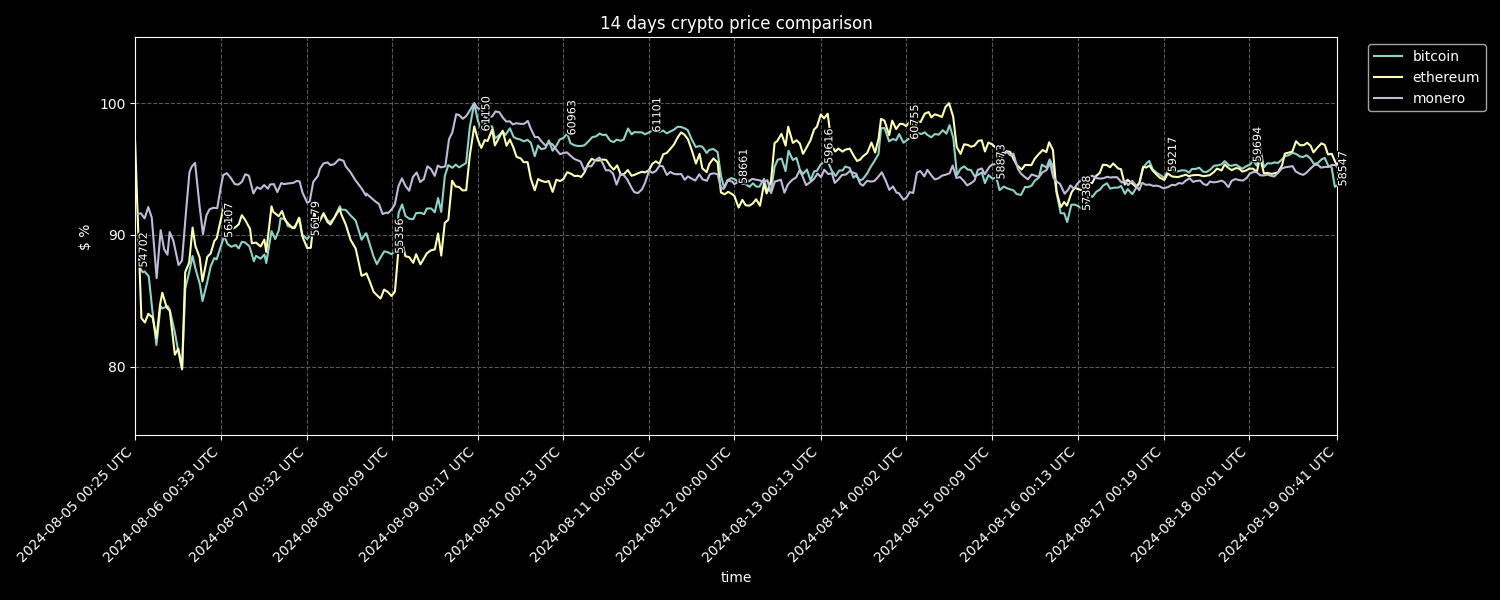 14 days crypto price comparison
bitcoin
ethereum
monero
$ %
100
90
80
54702
56107
56179
55356
61150
60963
61101
58661
59616
60755
58873
57388
59217
59694
58547
2024-08-05 00:25 UTC
2024-08-06 00:33 UTC
2024-08-07 00:32 UTC
2024-08-08 00:09 UTC
2024-08-09 00:17 UTC
2024-08-10 00:13 UTC
2024-08-11 00:08 UTC
2024-08-12 00:00 UTC
2024-08-13 00:13 UTC
2024-08-14 00:02 UTC
2024-08-15 00:09 UTC
2024-08-16 00:13 UTC
2024-08-17 00:19 UTC
2024-08-18 00:01 UTC
2024-08-19 00:41 UTC
time